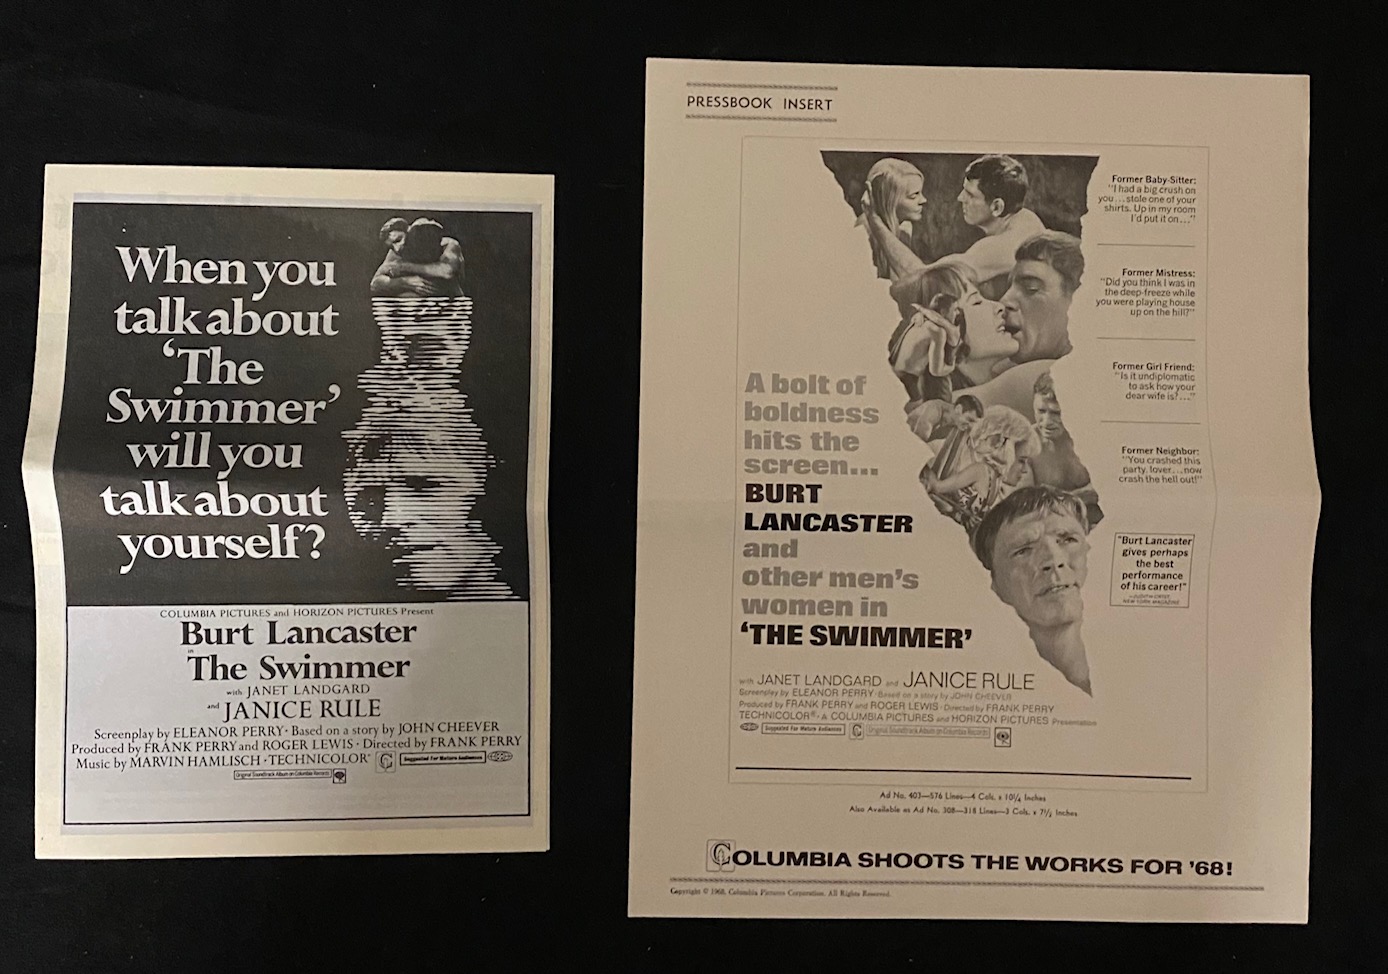 When you
talk about
'The
Swimmer'
will you
talk about
yourself?
COLUMBIA PICTURES and HORIZON PICTURES Present
Burt Lancaster
in
The Swimmer
with JANET LANDGARD
and JANICE RULE
Screenplay by ELEANOR PERRY · Based on a story by JOHN CHEEVER
Produced by FRANK PERRY and ROGER LEWIS · Directed by FRANK PERRY
Music by MARVIN HAMLISCH · TECHNICOLOR®
Suggested For Mature Audiences
Original Soundtrack Album on Columbia Records
PRESSBOOK INSERT
Former Baby-Sitter:
"I had a big crush on
you...stole one of your
shirts. Up in my room
I'd put it on..."
Former Mistress:
"Did you think I was in
the deep-freeze while
you were playing house
up on the hill?"
Former Girl Friend:
"Is it undiplomatic
to ask how your
dear wife is?..."
Former Neighbor:
"You crashed this
party, lover...now
crash the hell out!"
"Burt Lancaster
gives perhaps
the best
performance
of his career!"
NEW YORK MAGAZINE
A bolt of
boldness
hits the
screen...
BURT
LANCASTER
and
other men's
women in
'THE SWIMMER'
with JANET LANDGARD and JANICE RULE
Screenplay by ELEANOR PERRY · Based on a story by JOHN CHEEVER
Produced by FRANK PERRY and ROGER LEWIS · Directed by FRANK PERRY
TECHNICOLOR® · A COLUMBIA PICTURES and HORIZON PICTURES Presentation
Suggested For Mature Audiences
Original Soundtrack Album on Columbia Records
Ad No. 403—576 Lines—4 Cols. x 10¼ Inches
Also Available as Ad No. 308—318 Lines—3 Cols. x 7½ Inches
COLUMBIA SHOOTS THE WORKS FOR '68!
Copyright © 1968, Columbia Pictures Corporation. All Rights Reserved.